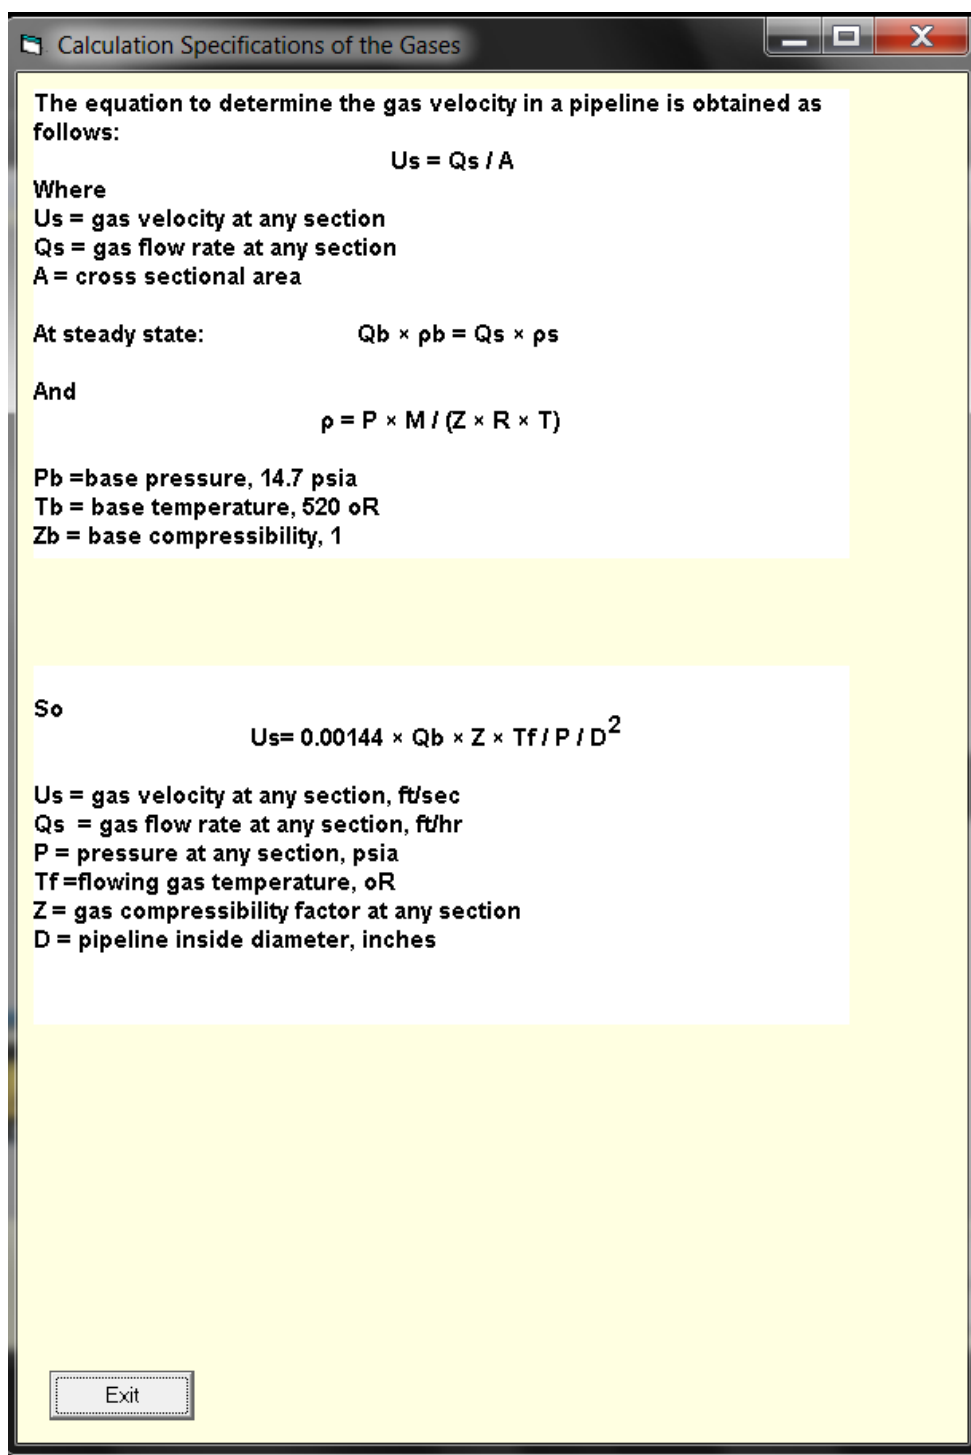 Calculation Specifications of the Gases
The equation to determine the gas velocity in a pipeline is obtained as
follows:
Us = Qs / A
Where
Us = gas velocity at any section
Qs = gas flow rate at any section
A = cross sectional area
At steady state: Qb × ρb = Qs × ρs
And
ρ = P × M / (Z × R × T)
Pb =base pressure, 14.7 psia
Tb = base temperature, 520 oR
Zb = base compressibility, 1
So
Us= 0.00144 × Qb × Z × Tf / P / D²
Us = gas velocity at any section, ft/sec
Qs = gas flow rate at any section, ft/hr
P = pressure at any section, psia
Tf =flowing gas temperature, oR
Z = gas compressibility factor at any section
D = pipeline inside diameter, inches
Exit